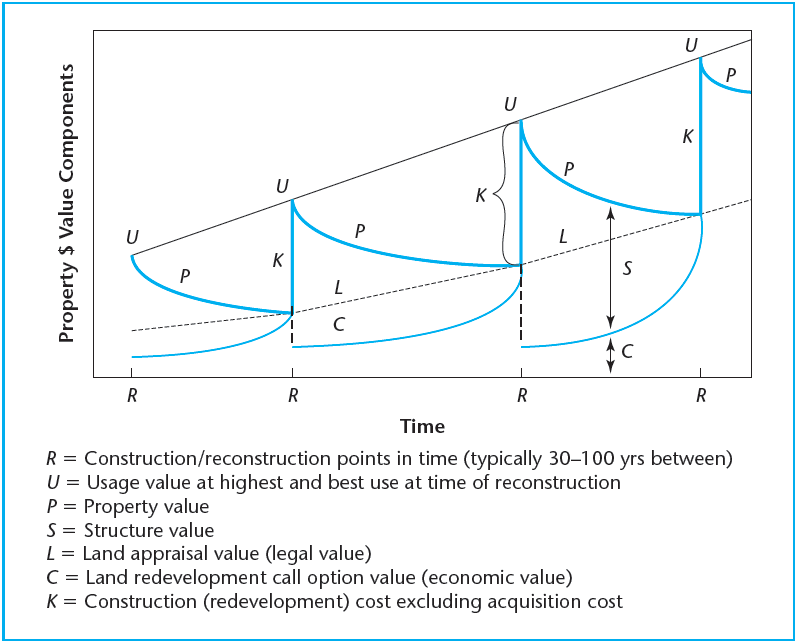 Property $ Value Components
U
U
U
U
P
P
P
P
K
K
K
L
L
C
S
C
R
R
R
R
Time
R = Construction/reconstruction points in time (typically 30–100 yrs between)
U = Usage value at highest and best use at time of reconstruction
P = Property value
S = Structure value
L = Land appraisal value (legal value)
C = Land redevelopment call option value (economic value)
K = Construction (redevelopment) cost excluding acquisition cost